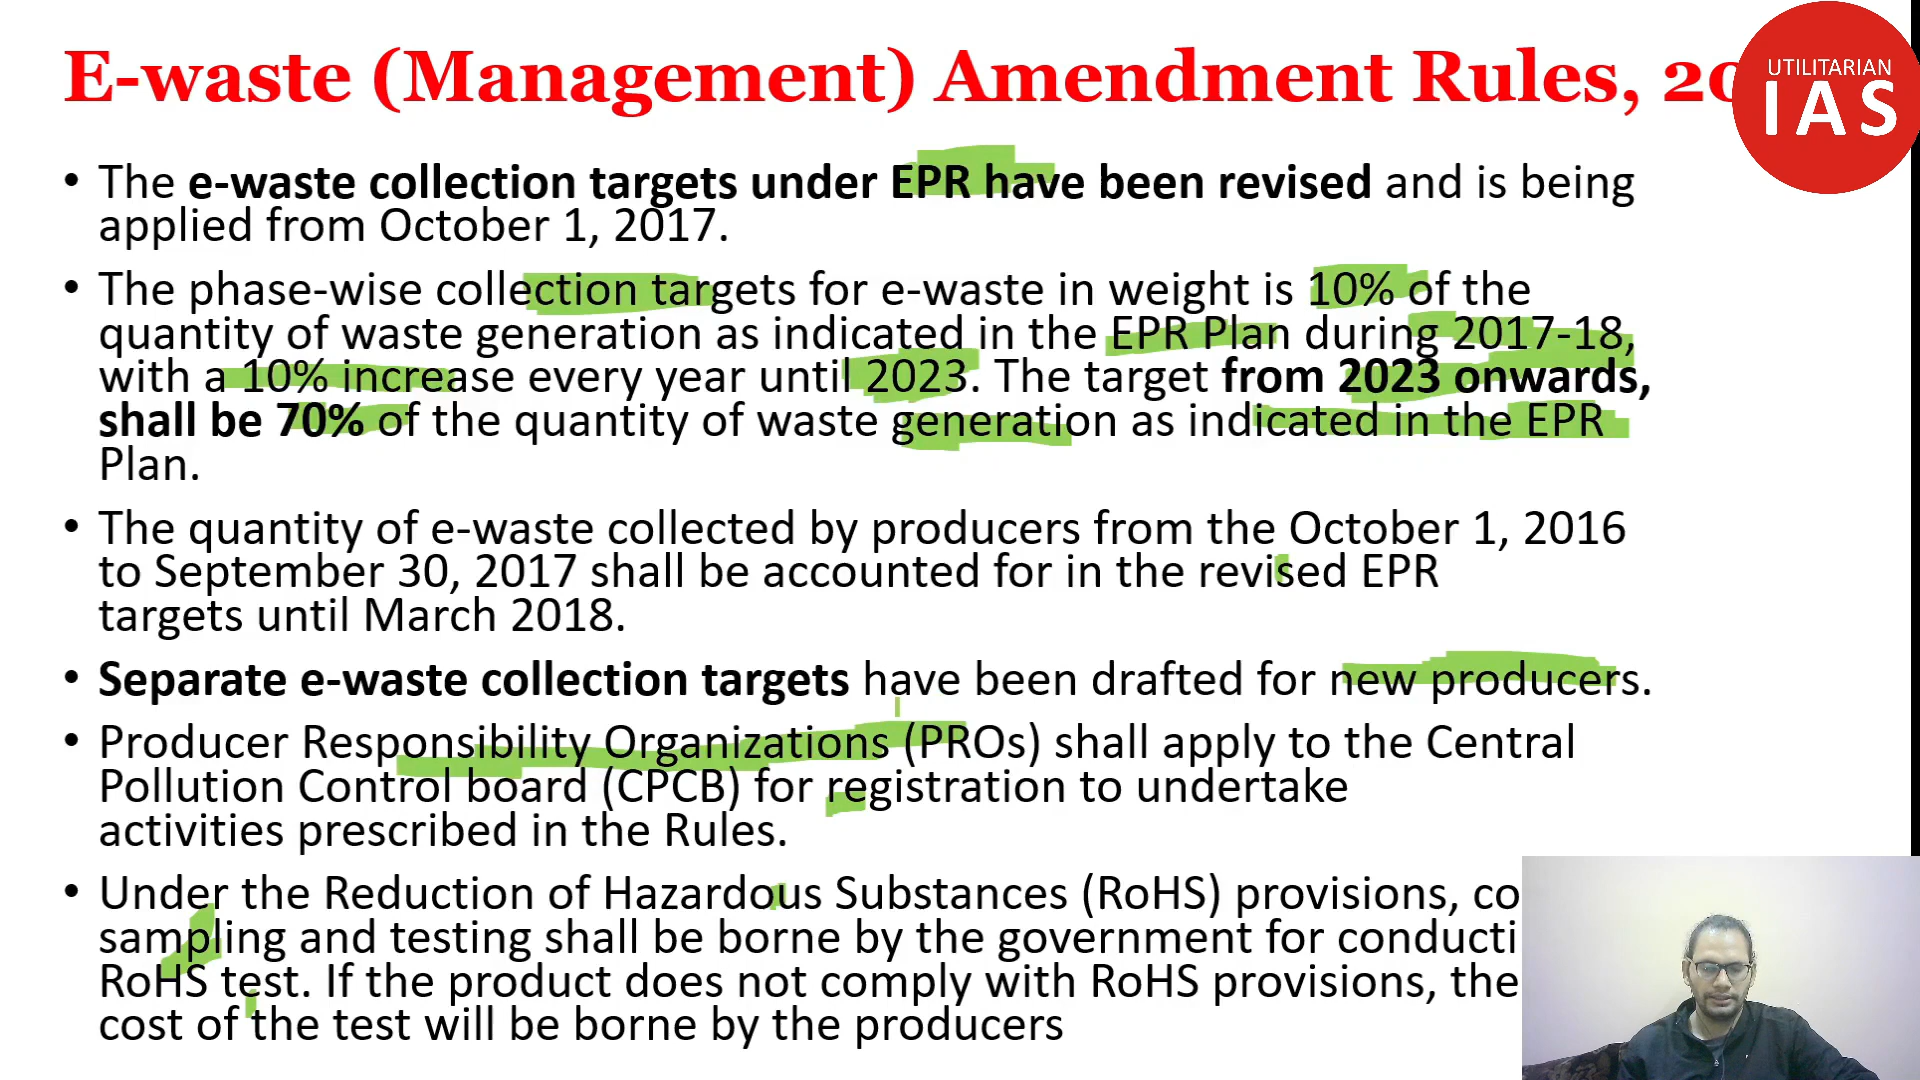 E-waste (Management) Amendment Rules, 20
UTILITARIAN
IAS
• The e-waste collection targets under EPR have been revised and is being
applied from October 1, 2017.
• The phase-wise collection targets for e-waste in weight is 10% of the
quantity of waste generation as indicated in the EPR Plan during 2017-18,
with a 10% increase every year until 2023. The target from 2023 onwards,
shall be 70% of the quantity of waste generation as indicated in the EPR
Plan.
• The quantity of e-waste collected by producers from the October 1, 2016
to September 30, 2017 shall be accounted for in the revised EPR
targets until March 2018.
• Separate e-waste collection targets have been drafted for new producers.
• Producer Responsibility Organizations (PROs) shall apply to the Central
Pollution Control board (CPCB) for registration to undertake
activities prescribed in the Rules.
• Under the Reduction of Hazardous Substances (RoHS) provisions, co
sampling and testing shall be borne by the government for conducti
RoHS test. If the product does not comply with RoHS provisions, the
cost of the test will be borne by the producers